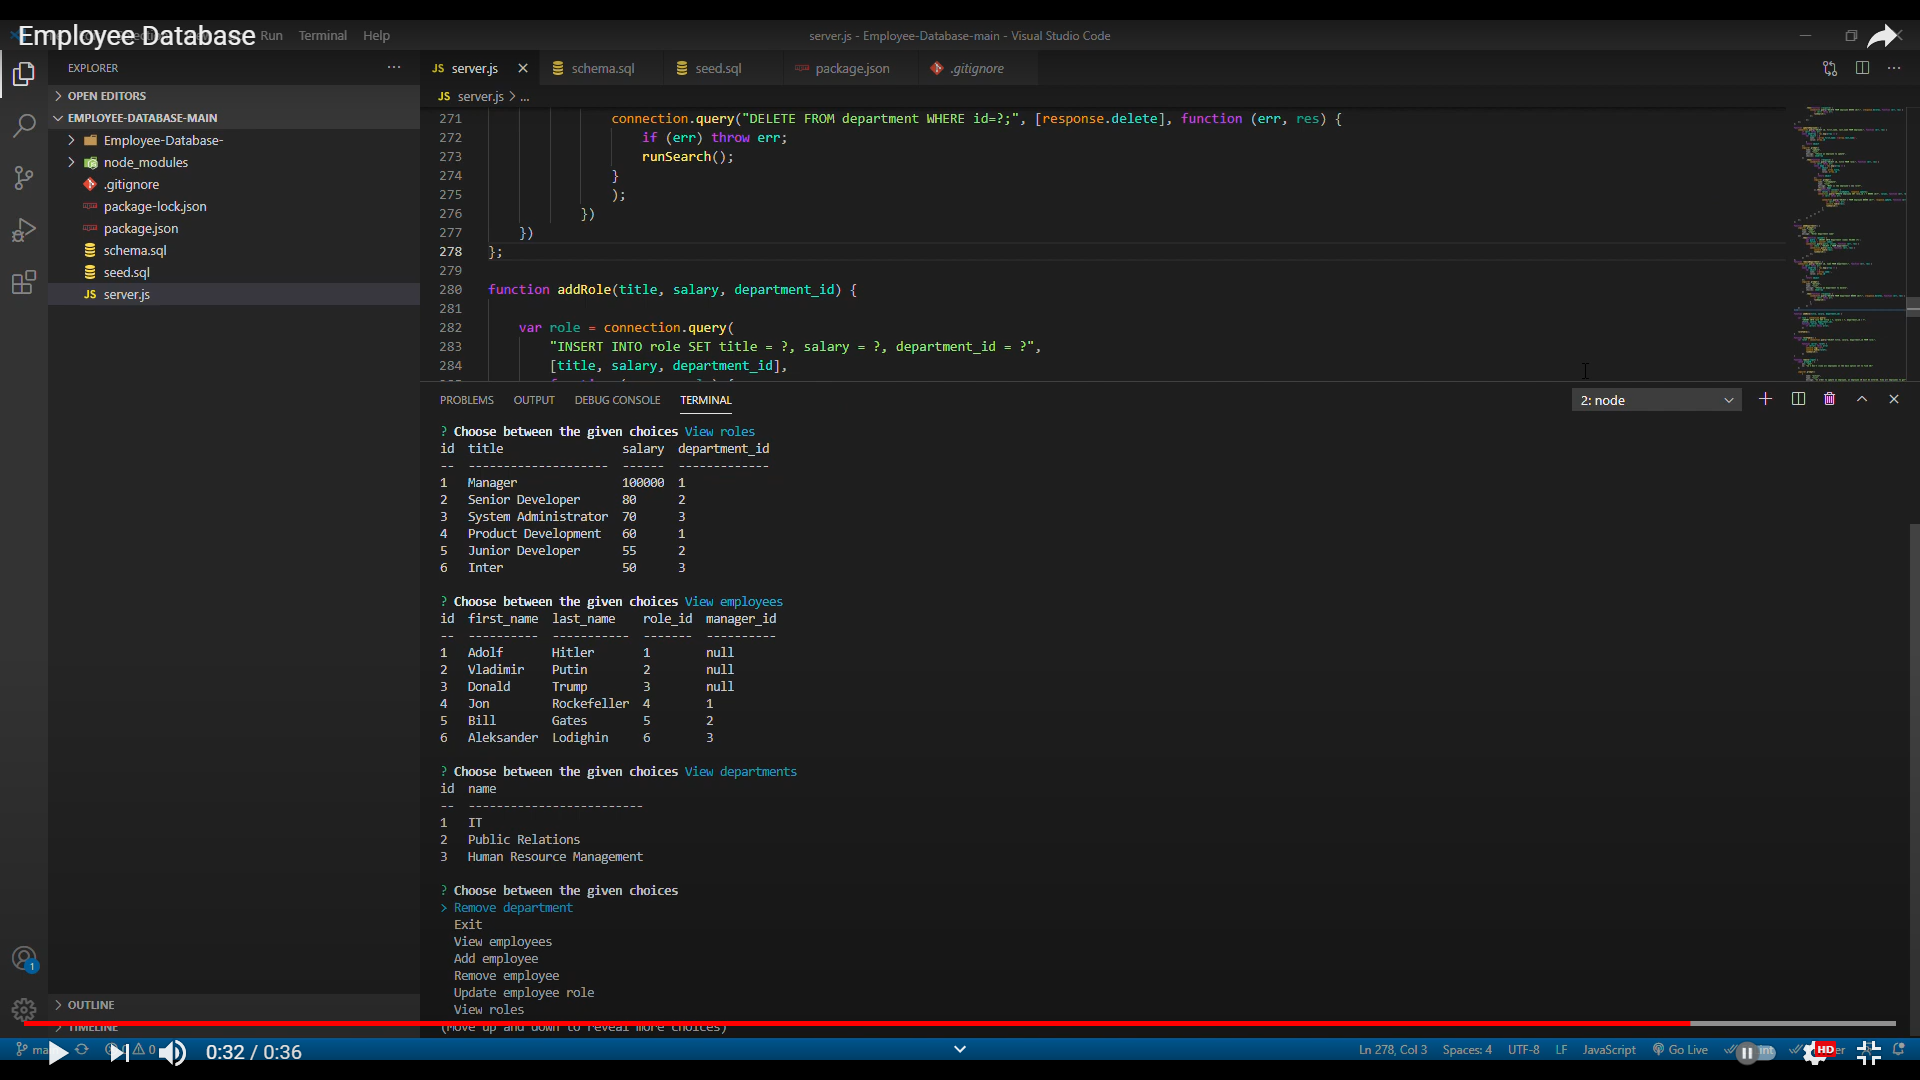 Employee Database
Run Terminal Help
server.js - Employee-Database-main - Visual Studio Code
EXPLORER
JS server.js
schema.sql
seed.sql
package.json
.gitignore
OPEN EDITORS
JS server.js > ...
EMPLOYEE-DATABASE-MAIN
Employee-Database-
node_modules
.gitignore
package-lock.json
package.json
schema.sql
seed.sql
JS server.js
271 connection.query("DELETE FROM department WHERE id=?;", [response.delete], function (err, res) {
272 if (err) throw err;
273 runSearch();
274 }
275 );
276 })
277 })
278 };
279
280 function addRole(title, salary, department_id) {
281
282 var role = connection.query(
283 "INSERT INTO role SET title = ?, salary = ?, department_id = ?",
284 [title, salary, department_id],
PROBLEMS OUTPUT DEBUG CONSOLE TERMINAL
2: node
? Choose between the given choices View roles
id title salary department_id
-- -------------------- ------ -------------
1 Manager 100000 1
2 Senior Developer 80 2
3 System Administrator 70 3
4 Product Development 60 1
5 Junior Developer 55 2
6 Inter 50 3
? Choose between the given choices View employees
id first_name last_name role_id manager_id
-- ---------- ----------- ------- ----------
1 Adolf Hitler 1 null
2 Vladimir Putin 2 null
3 Donald Trump 3 null
4 Jon Rockefeller 4 1
5 Bill Gates 5 2
6 Aleksander Lodighin 6 3
? Choose between the given choices View departments
id name
-- -------------------------
1 IT
2 Public Relations
3 Human Resource Management
? Choose between the given choices
> Remove department
Exit
View employees
Add employee
Remove employee
Update employee role
View roles
(Move up and down to reveal more choices)
1
OUTLINE
TIMELINE
0:32 / 0:36
Ln 278, Col 3 Spaces: 4 UTF-8 LF JavaScript Go Live
HD